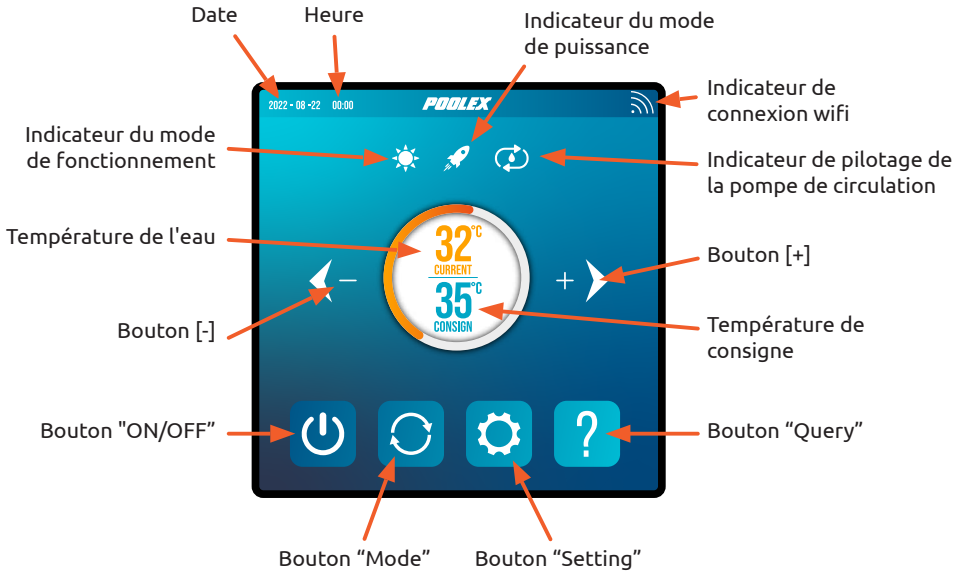 Date
Heure
Indicateur du mode
de puissance
Indicateur de
connexion wifi
2022 - 08 -22 00:00
POOLEX
Indicateur du mode
de fonctionnement
Indicateur de pilotage de
la pompe de circulation
Température de l'eau
32°C
CURRENT
35°C
CONSIGN
−
+
Bouton [+]
Bouton [-]
Température de
consigne
Bouton "ON/OFF”
?
Bouton “Query”
Bouton “Mode”
Bouton “Setting”